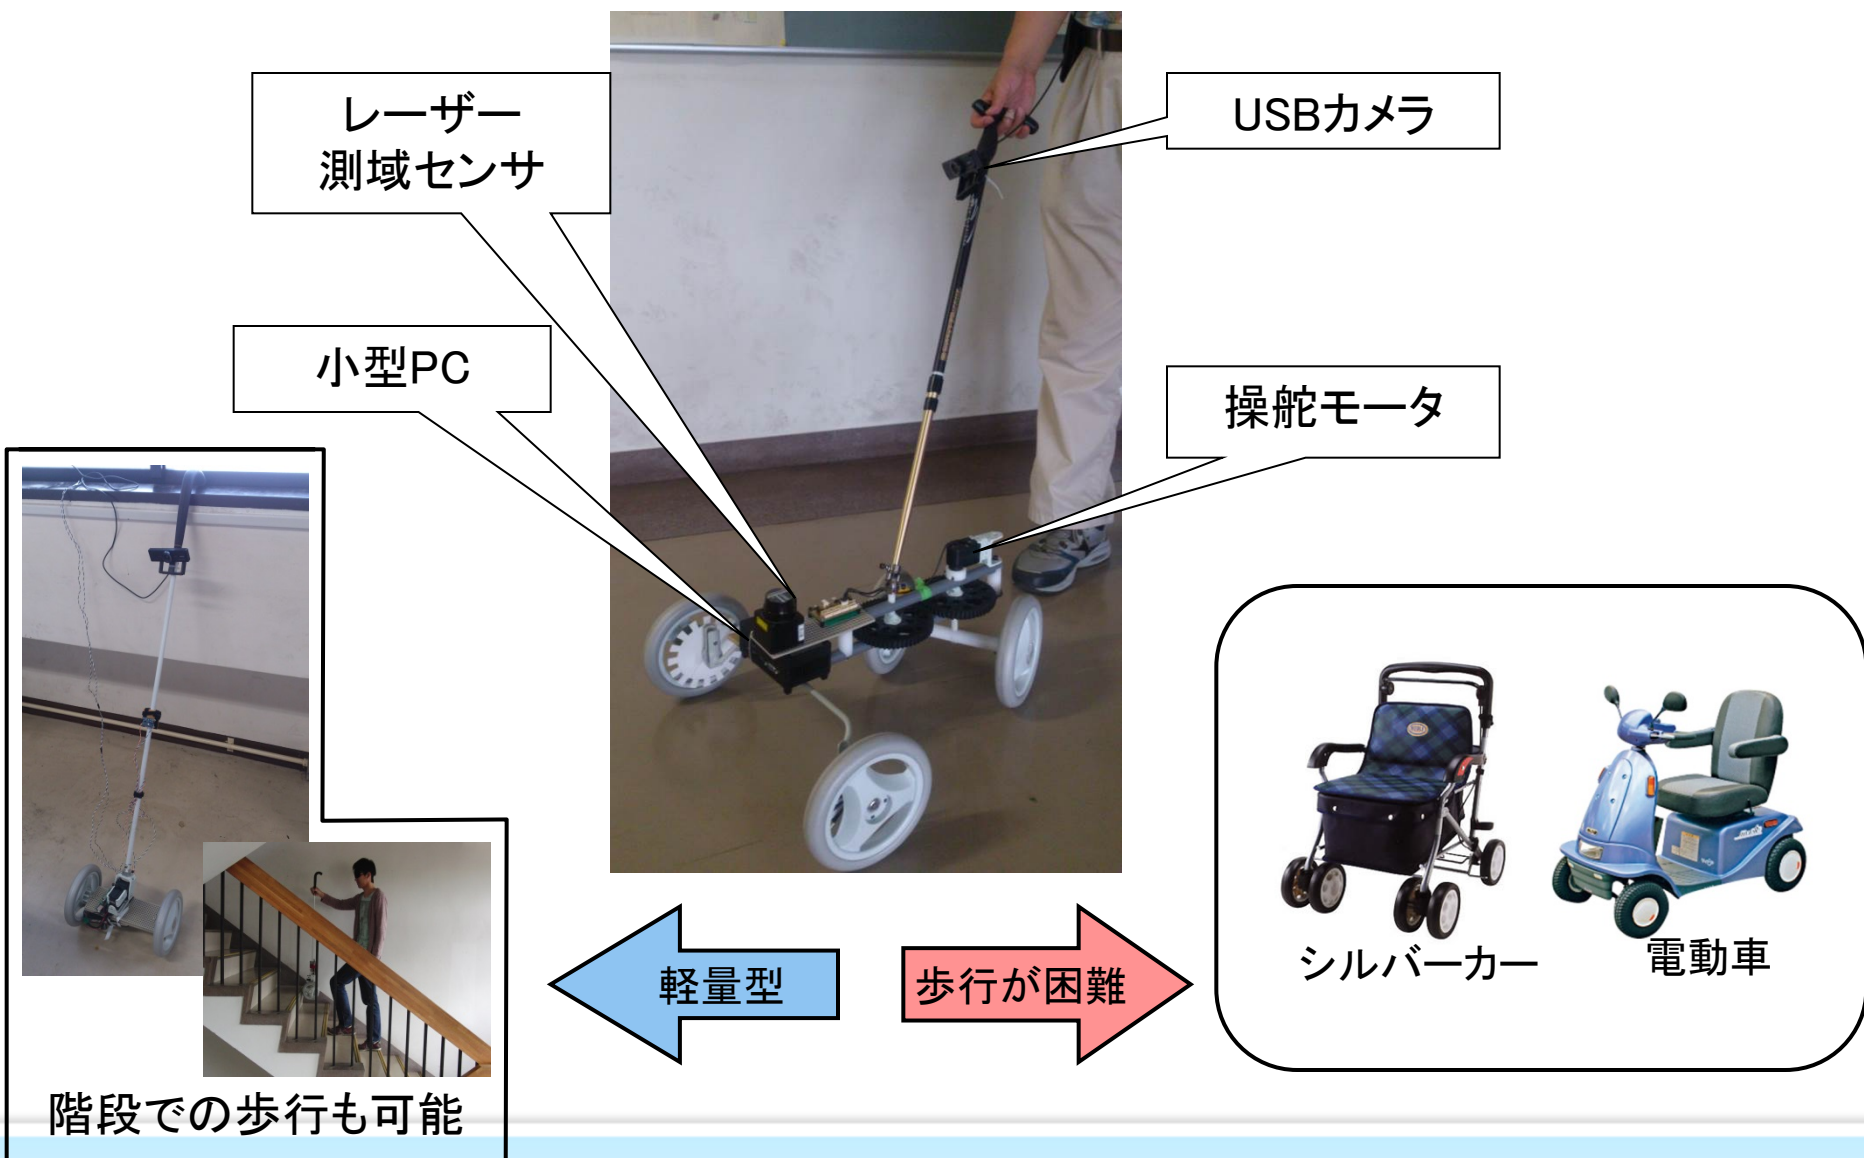 レーザー
測域センサ
USBカメラ
小型PC
操舵モータ
軽量型
歩行が困難
シルバーカー
電動車
階段での歩行も可能